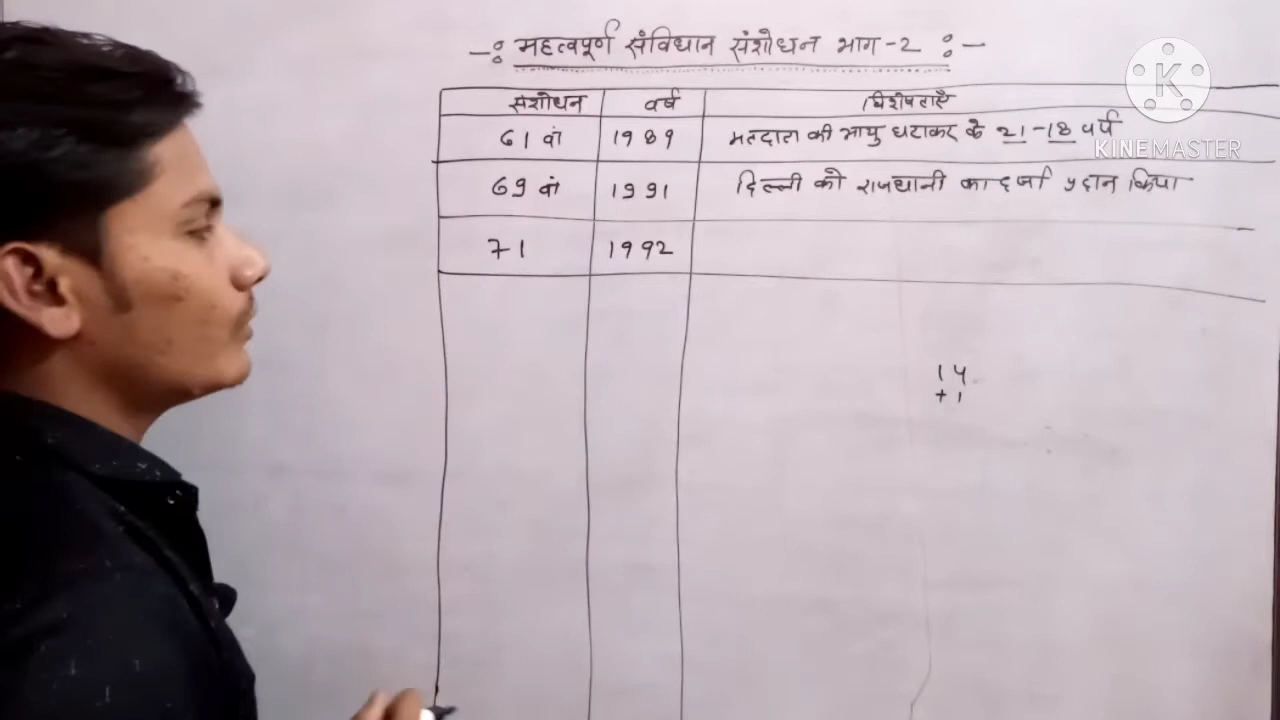 -: महत्वपूर्ण संविधान संशोधन भाग-2 :-
K
KINEMASTER
संशोधन वर्ष विशेषताएँ
61 वां 1989 मतदाता की आयु घटाकर के 21-18 वर्ष
69 वां 1991 दिल्ली को राजधानी का दर्जा प्रदान किया
71 1992
14
+1